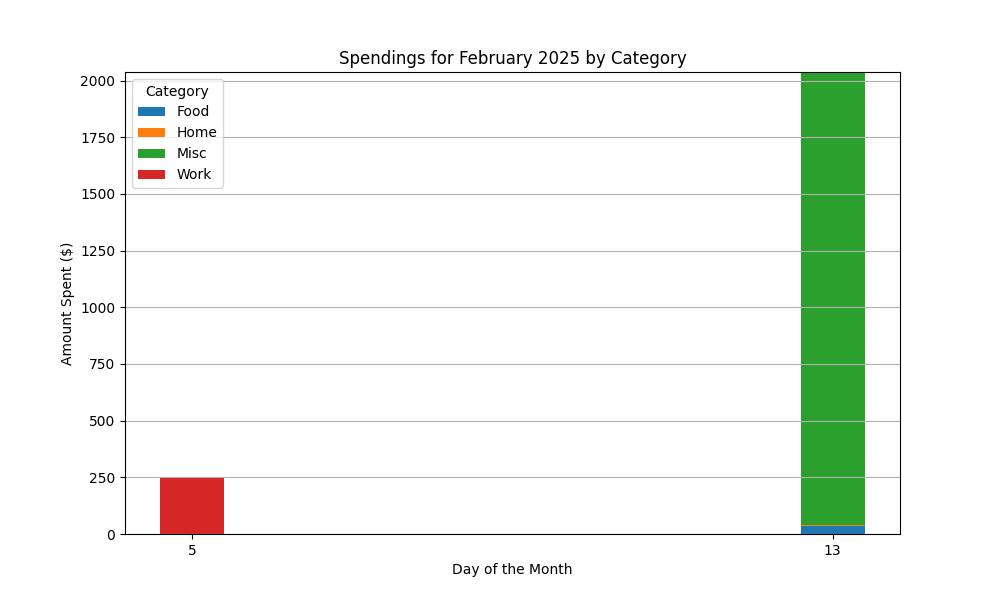 Spendings for February 2025 by Category
Category
Food
Home
Misc
Work
2000
1750
1500
1250
1000
750
500
250
0
Amount Spent ($)
5
13
Day of the Month